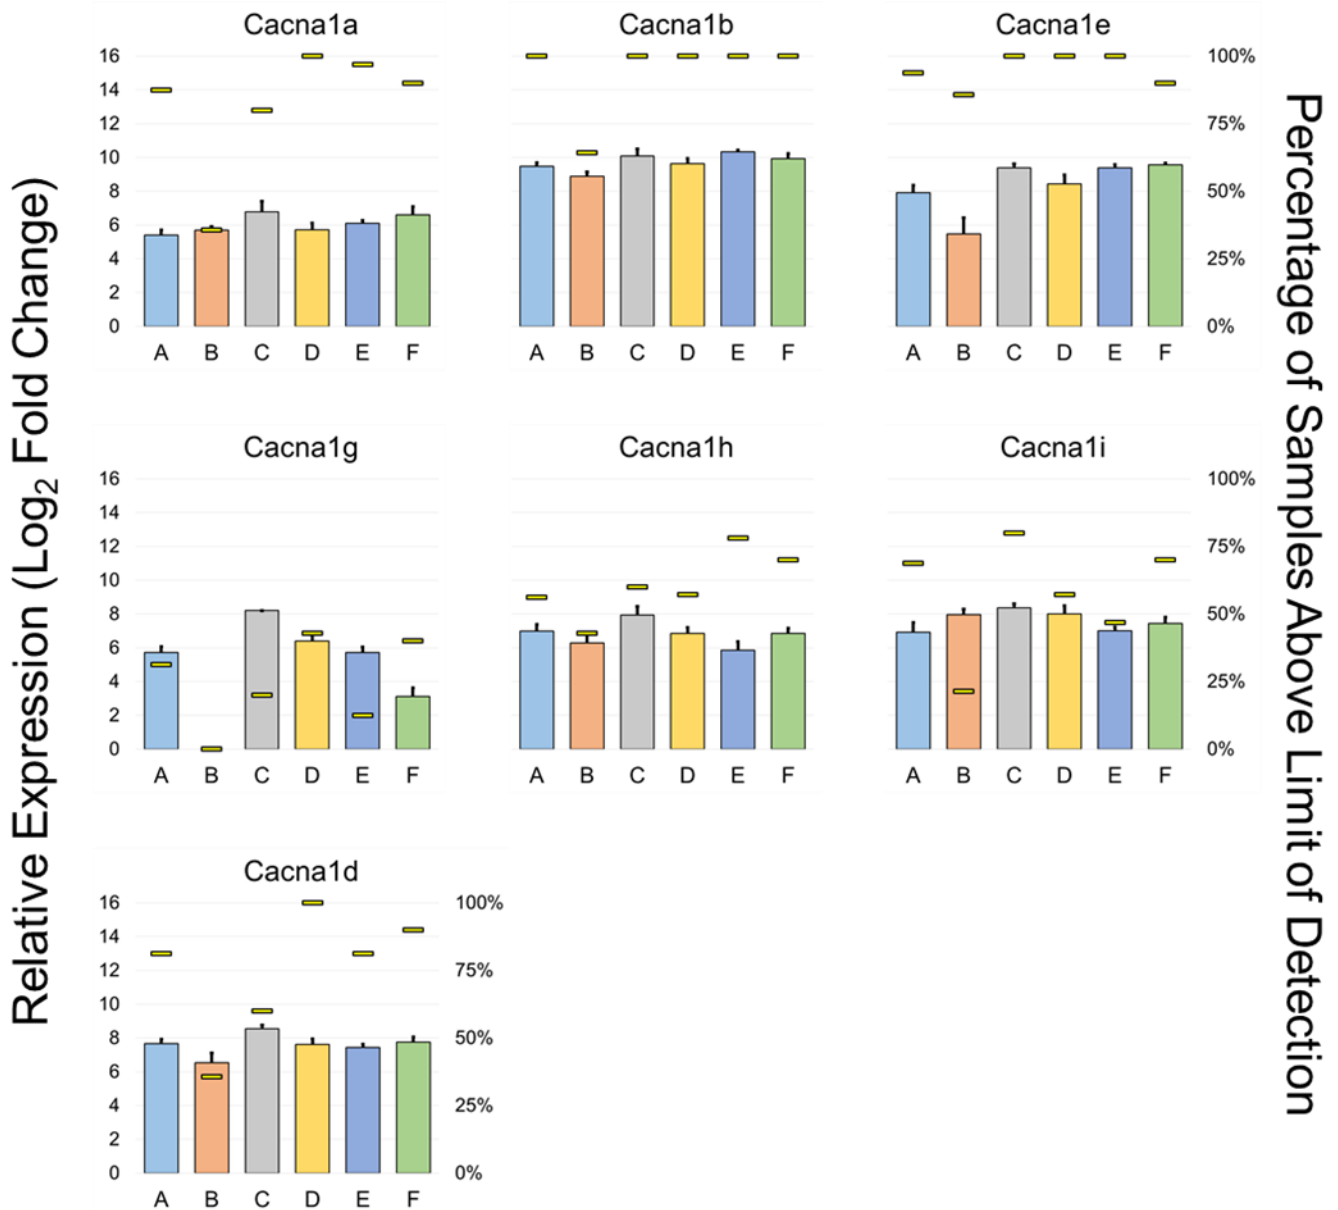 Relative Expression (Log2 Fold Change)
Percentage of Samples Above Limit of Detection
Cacna1a
16
14
12
10
8
6
4
2
0
A B C D E F
Cacna1b
A B C D E F
Cacna1e
100%
75%
50%
25%
0%
A B C D E F
Cacna1g
16
14
12
10
8
6
4
2
0
A B C D E F
Cacna1h
A B C D E F
Cacna1i
100%
75%
50%
25%
0%
A B C D E F
Cacna1d
16
14
12
10
8
6
4
2
0
100%
75%
50%
25%
0%
A B C D E F